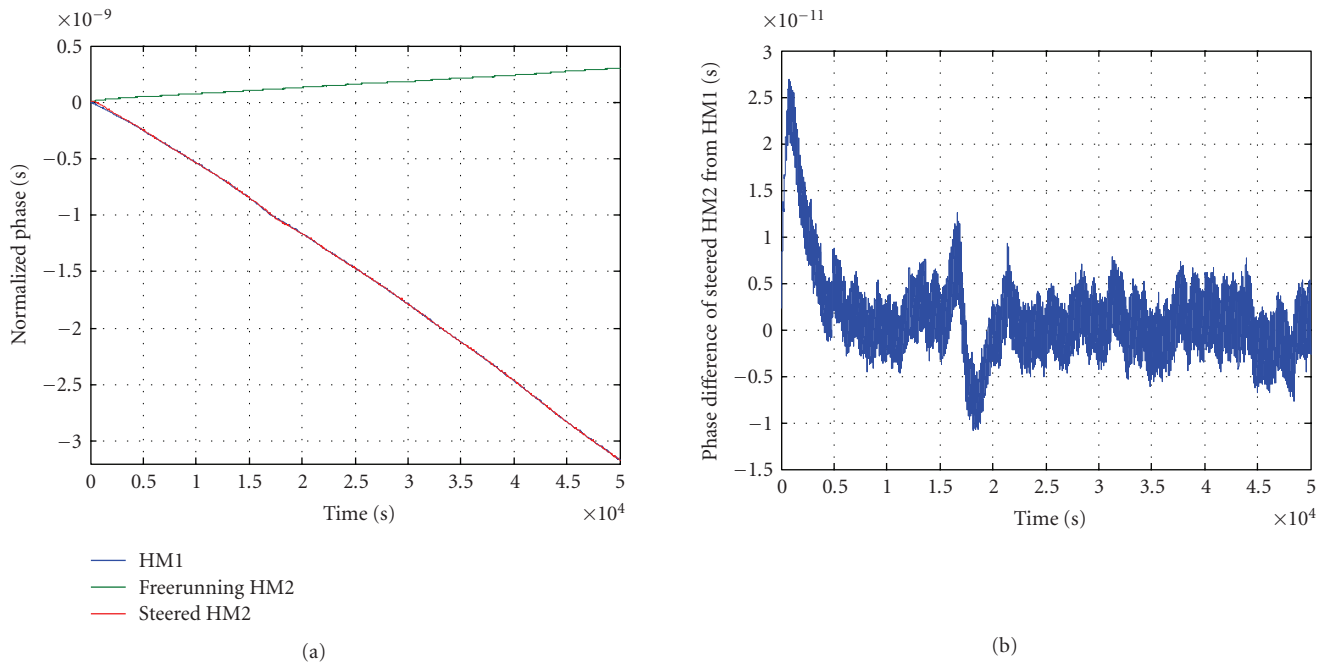 ×10−9
0.5
0
−0.5
−1
−1.5
−2
−2.5
−3
Normalized phase (s)
0 0.5 1 1.5 2 2.5 3 3.5 4 4.5 5
Time (s)
×104
HM1
Freerunning HM2
Steered HM2
(a)
×10−11
3
2.5
2
1.5
1
0.5
0
−0.5
−1
−1.5
Phase difference of steered HM2 from HM1 (s)
0 0.5 1 1.5 2 2.5 3 3.5 4 4.5 5
Time (s)
×104
(b)